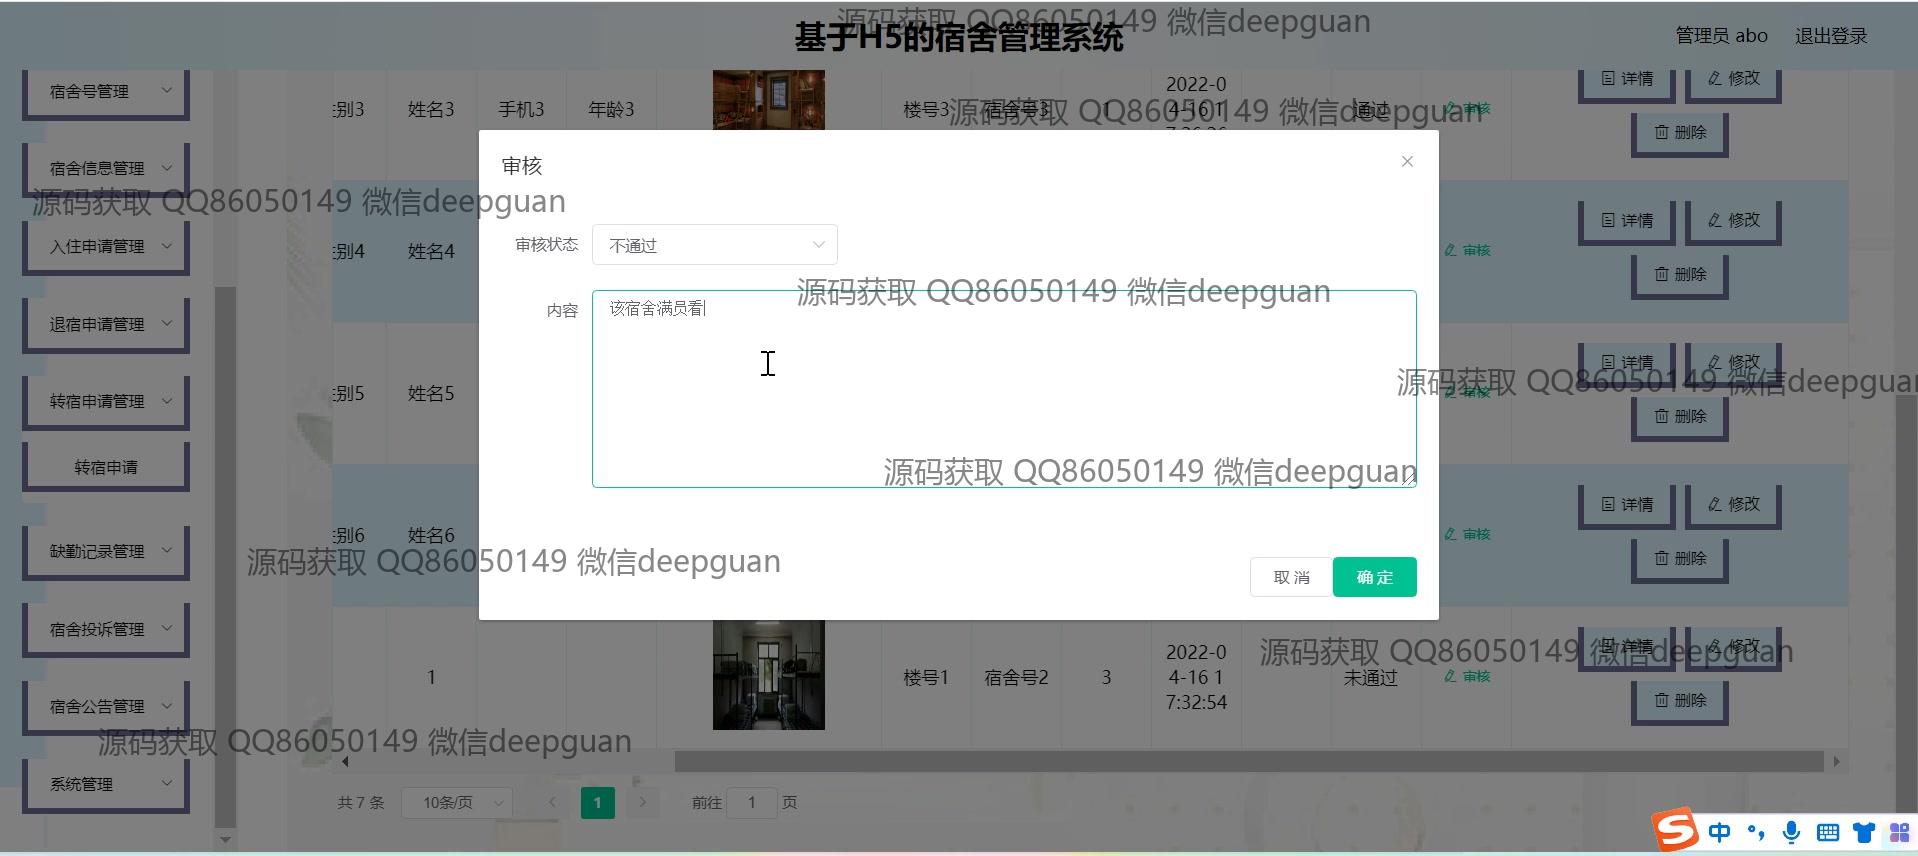 基于H5的宿舍管理系统
源码获取 QQ86050149 微信deepguan
管理员 abo
退出登录
宿舍号管理
宿舍信息管理
入住申请管理
退宿申请管理
转宿申请管理
转宿申请
缺勤记录管理
宿舍投诉管理
宿舍公告管理
系统管理
姓名3 手机3 年龄3 楼号3 宿舍号3 1 2022-0 4-16 1 通过 审核
详情 修改
删除
源码获取 QQ86050149 微信deepguan
源码获取 QQ86050149 微信deepguan
审核
审核状态 不通过
内容 该宿舍满员看
源码获取 QQ86050149 微信deepguan
源码获取 QQ86050149 微信deepguan
取消 确定
别4 姓名4 审核
详情 修改
删除
别5 姓名5 审核
详情 修改
删除
源码获取 QQ86050149 微信deepguan
别6 姓名6 审核
详情 修改
删除
源码获取 QQ86050149 微信deepguan
1 楼号1 宿舍号2 3 2022-0 4-16 1 7:32:54 未通过 审核
详情 修改
删除
源码获取 QQ86050149 微信deepguan
源码获取 QQ86050149 微信deepguan
共 7 条 10条/页 1 前往 1 页
中